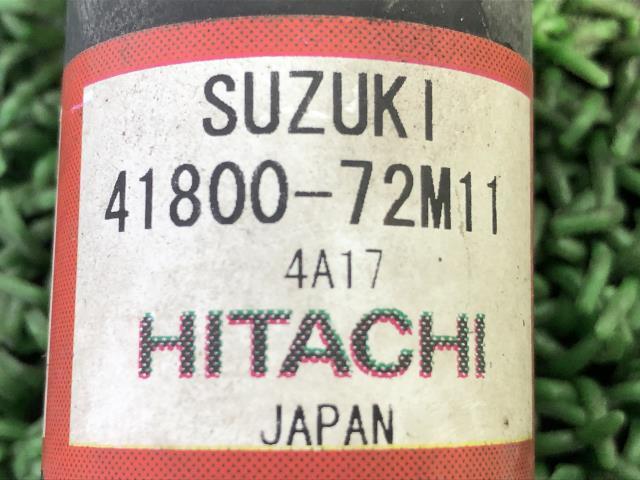 SUZUKI
41800-72M11
4A17
HITACHI
JAPAN